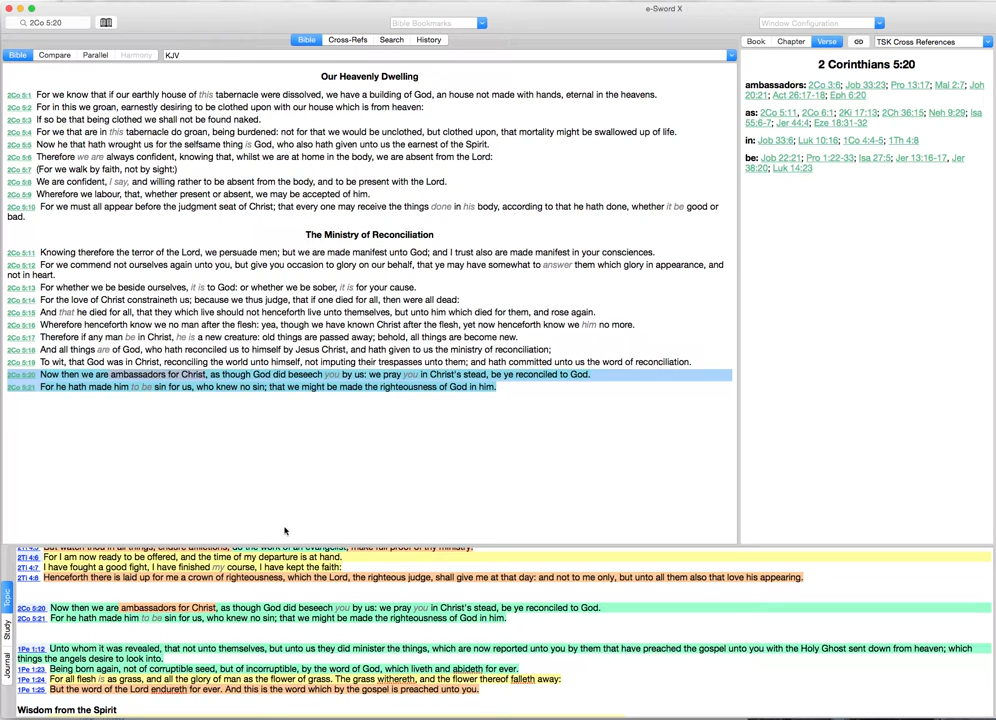 e-Sword X
2Co 5:20
Bible Bookmarks
Window Configuration
Bible Cross-Refs Search History
Book Chapter Verse TSK Cross References
Bible Compare Parallel Harmony KJV
Our Heavenly Dwelling
2Co 5:1 For we know that if our earthly house of this tabernacle were dissolved, we have a building of God, an house not made with hands, eternal in the heavens.
2Co 5:2 For in this we groan, earnestly desiring to be clothed upon with our house which is from heaven:
2Co 5:3 If so be that being clothed we shall not be found naked.
2Co 5:4 For we that are in this tabernacle do groan, being burdened: not for that we would be unclothed, but clothed upon, that mortality might be swallowed up of life.
2Co 5:5 Now he that hath wrought us for the selfsame thing is God, who also hath given unto us the earnest of the Spirit.
2Co 5:6 Therefore we are always confident, knowing that, whilst we are at home in the body, we are absent from the Lord:
2Co 5:7 (For we walk by faith, not by sight:)
2Co 5:8 We are confident, I say, and willing rather to be absent from the body, and to be present with the Lord.
2Co 5:9 Wherefore we labour, that, whether present or absent, we may be accepted of him.
2Co 5:10 For we must all appear before the judgment seat of Christ; that every one may receive the things done in his body, according to that he hath done, whether it be good or
bad.
The Ministry of Reconciliation
2Co 5:11 Knowing therefore the terror of the Lord, we persuade men; but we are made manifest unto God; and I trust also are made manifest in your consciences.
2Co 5:12 For we commend not ourselves again unto you, but give you occasion to glory on our behalf, that ye may have somewhat to answer them which glory in appearance, and
not in heart.
2Co 5:13 For whether we be beside ourselves, it is to God: or whether we be sober, it is for your cause.
2Co 5:14 For the love of Christ constraineth us; because we thus judge, that if one died for all, then were all dead:
2Co 5:15 And that he died for all, that they which live should not henceforth live unto themselves, but unto him which died for them, and rose again.
2Co 5:16 Wherefore henceforth know we no man after the flesh: yea, though we have known Christ after the flesh, yet now henceforth know we him no more.
2Co 5:17 Therefore if any man be in Christ, he is a new creature: old things are passed away; behold, all things are become new.
2Co 5:18 And all things are of God, who hath reconciled us to himself by Jesus Christ, and hath given to us the ministry of reconciliation;
2Co 5:19 To wit, that God was in Christ, reconciling the world unto himself, not imputing their trespasses unto them; and hath committed unto us the word of reconciliation.
2Co 5:20 Now then we are ambassadors for Christ, as though God did beseech you by us: we pray you in Christ's stead, be ye reconciled to God.
2Co 5:21 For he hath made him to be sin for us, who knew no sin; that we might be made the righteousness of God in him.
2 Corinthians 5:20
ambassadors: 2Co 3:6; Job 33:23; Pro 13:17; Mal 2:7; Joh
20:21; Act 26:17-18; Eph 6:20
as: 2Co 5:11, 2Co 6:1; 2Ki 17:13; 2Ch 36:15; Neh 9:29; Isa
55:6-7; Jer 44:4; Eze 18:31-32
in: Job 33:6; Luk 10:16; 1Co 4:4-5; 1Th 4:8
be: Job 22:21; Pro 1:22-33; Isa 27:5; Jer 13:16-17, Jer
38:20; Luk 14:23
2Ti 4:5 But watch thou in all things, endure afflictions, do the work of an evangelist, make full proof of thy ministry.
2Ti 4:6 For I am now ready to be offered, and the time of my departure is at hand.
2Ti 4:7 I have fought a good fight, I have finished my course, I have kept the faith:
2Ti 4:8 Henceforth there is laid up for me a crown of righteousness, which the Lord, the righteous judge, shall give me at that day: and not to me only, but unto all them also that love his appearing.
2Co 5:20 Now then we are ambassadors for Christ, as though God did beseech you by us: we pray you in Christ's stead, be ye reconciled to God.
2Co 5:21 For he hath made him to be sin for us, who knew no sin; that we might be made the righteousness of God in him.
1Pe 1:12 Unto whom it was revealed, that not unto themselves, but unto us they did minister the things, which are now reported unto you by them that have preached the gospel unto you with the Holy Ghost sent down from heaven; which
things the angels desire to look into.
1Pe 1:23 Being born again, not of corruptible seed, but of incorruptible, by the word of God, which liveth and abideth for ever.
1Pe 1:24 For all flesh is as grass, and all the glory of man as the flower of grass. The grass withereth, and the flower thereof falleth away:
1Pe 1:25 But the word of the Lord endureth for ever. And this is the word which by the gospel is preached unto you.
Wisdom from the Spirit
Topic
Study
Journal